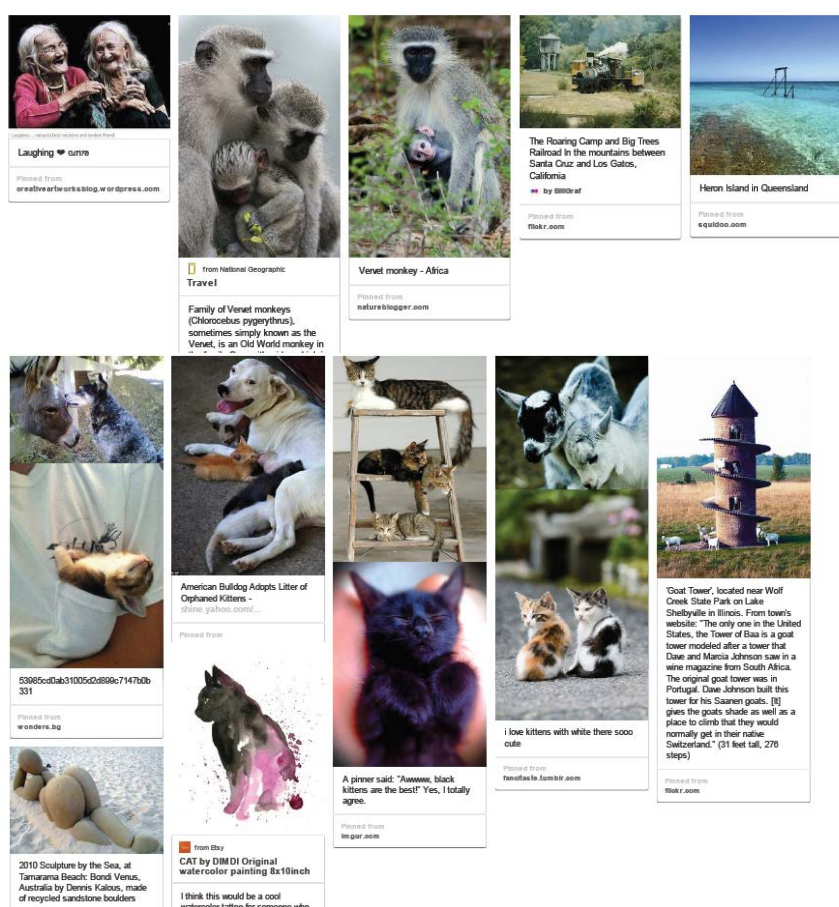 Laughing ❤
Pinned from
creativeartworksblog.wordpress.com
from National Geographic
Travel
Family of Vervet monkeys
(Chlorocebus pygerythrus),
sometimes simply known as the
Vervet, is an Old World monkey in
Vervet monkey - Africa
Pinned from
natureblogger.com
The Roaring Camp and Big Trees
Railroad In the mountains between
Santa Cruz and Los Gatos,
California
by BillGraf
Pinned from
flickr.com
Heron Island in Queensland
Pinned from
squidoo.com
53985cd0ab31005d2d899c7147b0b
331
Pinned from
wonders.bg
2010 Sculpture by the Sea, at
Tamarama Beach: Bondi Venus,
Australia by Dennis Kalous, made
of recycled sandstone boulders
American Bulldog Adopts Litter of
Orphaned Kittens -
shine.yahoo.com/...
Pinned from
from Etsy
CAT by DIMDI Original
watercolor painting 8x10inch
I think this would be a cool
watercolor tattoo for someone who
A pinner said: "Awwww, black
kittens are the best!" Yes, I totally
agree.
Pinned from
imgur.com
i love kittens with white there sooo
cute
Pinned from
fanoftaste.tumblr.com
'Goat Tower', located near Wolf
Creek State Park on Lake
Shelbyville in Illinois. From town's
website: "The only one in the United
States, the Tower of Baa is a goat
tower modeled after a tower that
Dave and Marcia Johnson saw in a
wine magazine from South Africa.
The original goat tower was in
Portugal. Dave Johnson built this
tower for his Saanen goats. [It]
gives the goats shade as well as a
place to climb that they would
normally get in their native
Switzerland." (31 feet tall, 276
steps)
Pinned from
flickr.com